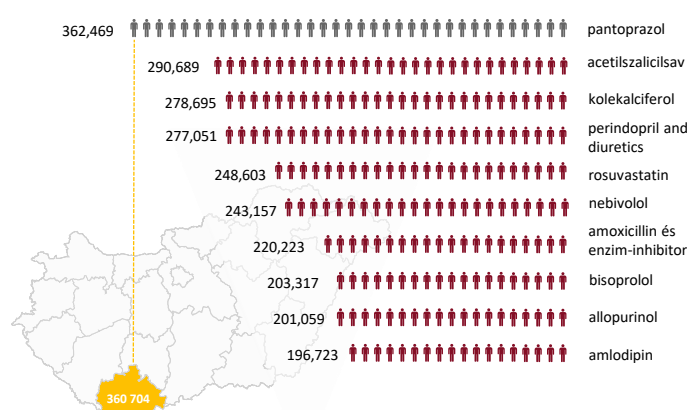 362,469 pantoprazol
290,689 acetilszalicilsav
278,695 kolekalciferol
277,051 perindopril and
diuretics
248,603 rosuvastatin
243,157 nebivolol
220,223 amoxicillin és
enzim-inhibitor
203,317 bisoprolol
201,059 allopurinol
196,723 amlodipin
360 704